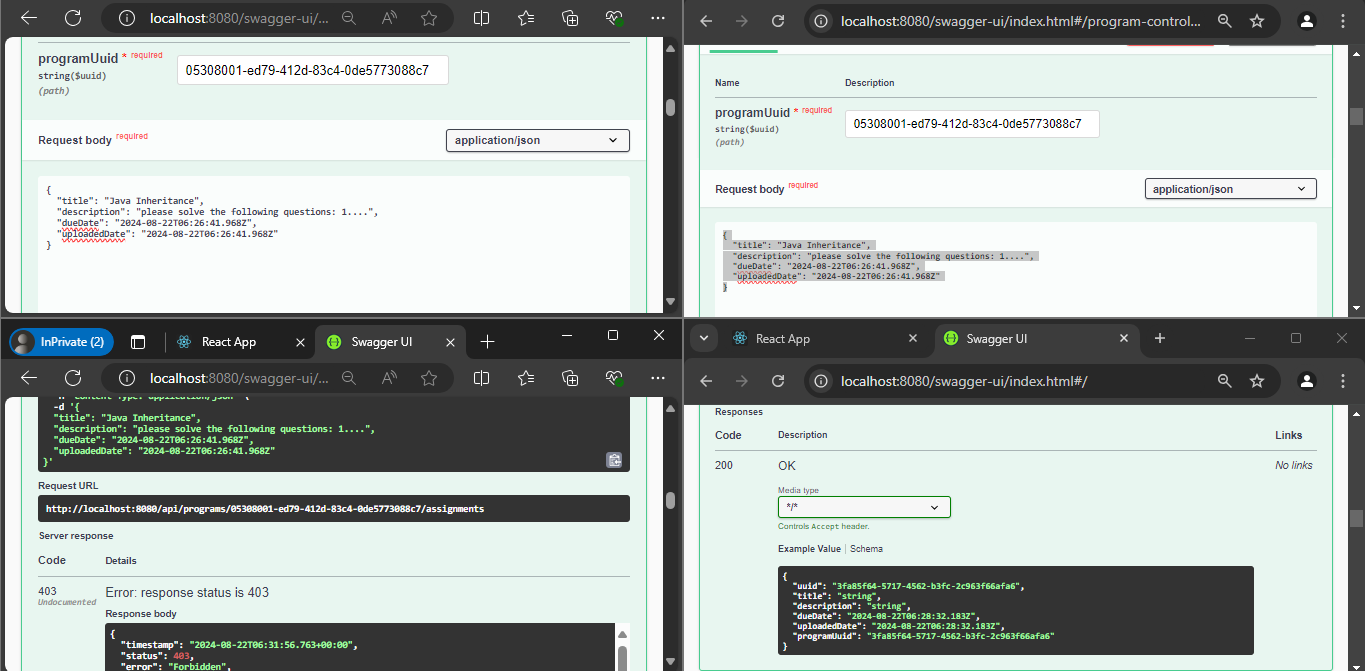 localhost:8080/swagger-ui/...
programUuid * required
string($uuid)
(path)
05308001-ed79-412d-83c4-0de5773088c7
Request body required
application/json
{
"title": "Java Inheritance",
"description": "please solve the following questions: 1....",
"dueDate": "2024-08-22T06:26:41.968Z",
"uploadedDate": "2024-08-22T06:26:41.968Z"
}
localhost:8080/swagger-ui/index.html#/program-control...
Name Description
programUuid * required
string($uuid)
(path)
05308001-ed79-412d-83c4-0de5773088c7
Request body required
application/json
{
"title": "Java Inheritance",
"description": "please solve the following questions: 1....",
"dueDate": "2024-08-22T06:26:41.968Z",
"uploadedDate": "2024-08-22T06:26:41.968Z"
}
InPrivate (2) React App Swagger UI
localhost:8080/swagger-ui/...
-H 'Content-Type: application/json' \
-d '{
"title": "Java Inheritance",
"description": "please solve the following questions: 1....",
"dueDate": "2024-08-22T06:26:41.968Z",
"uploadedDate": "2024-08-22T06:26:41.968Z"
}'
Request URL
http://localhost:8080/api/programs/05308001-ed79-412d-83c4-0de5773088c7/assignments
Server response
Code Details
403 Error: response status is 403
Undocumented
Response body
{
"timestamp": "2024-08-22T06:31:56.763+00:00",
"status": 403,
"error": "Forbidden",
React App Swagger UI
localhost:8080/swagger-ui/index.html#/
Responses
Code Description Links
200 OK No links
Media type
*/*
Controls Accept header.
Example Value Schema
{
"uuid": "3fa85f64-5717-4562-b3fc-2c963f66afa6",
"title": "string",
"description": "string",
"dueDate": "2024-08-22T06:28:32.183Z",
"uploadedDate": "2024-08-22T06:28:32.183Z",
"programUuid": "3fa85f64-5717-4562-b3fc-2c963f66afa6"
}